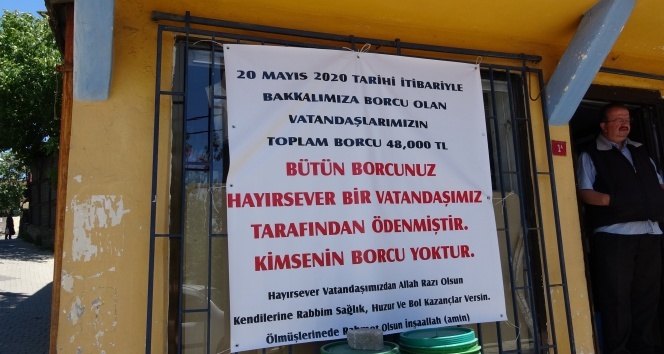 20 MAYIS 2020 TARİHİ İTİBARİYLE
BAKKALIMIZA BORCU OLAN
VATANDAŞLARIMIZIN
TOPLAM BORCU 48,000 TL
BÜTÜN BORCUNUZ
HAYIRSEVER BİR VATANDAŞIMIZ
TARAFINDAN ÖDENMİŞTİR.
KİMSENİN BORCU YOKTUR.
Hayırsever Vatandaşımızdan Allah Razı Olsun
Kendilerine Rabbim Sağlık, Huzur Ve Bol Kazançlar Versin.
Ölmüşlerinede Rahmet Olsun İnşaallah (amin)